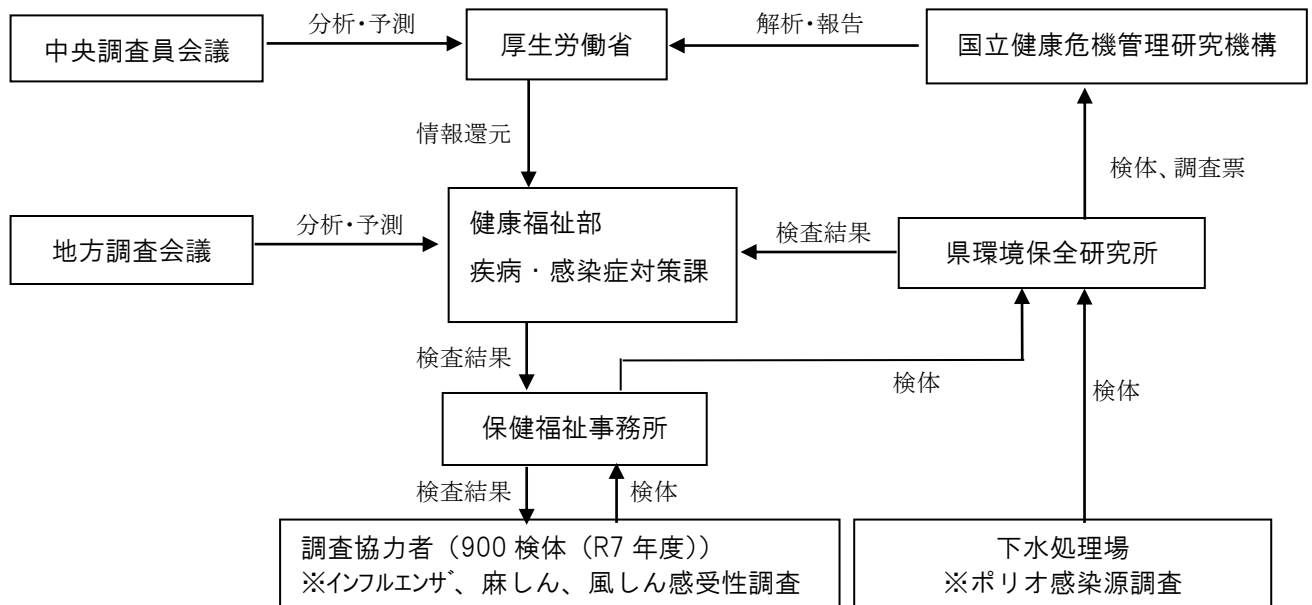 中央調査員会議
分析・予測
厚生労働省
解析・報告
国立健康危機管理研究機構
情報還元
検体、調査票
地方調査会議
分析・予測
健康福祉部
疾病・感染症対策課
検査結果
県環境保全研究所
検査結果
検体
検体
保健福祉事務所
検査結果
検体
調査協力者（900 検体（R7 年度））
※ｲﾝﾌﾙｴﾝｻﾞ、麻しん、風しん感受性調査
下水処理場
※ポリオ感染源調査